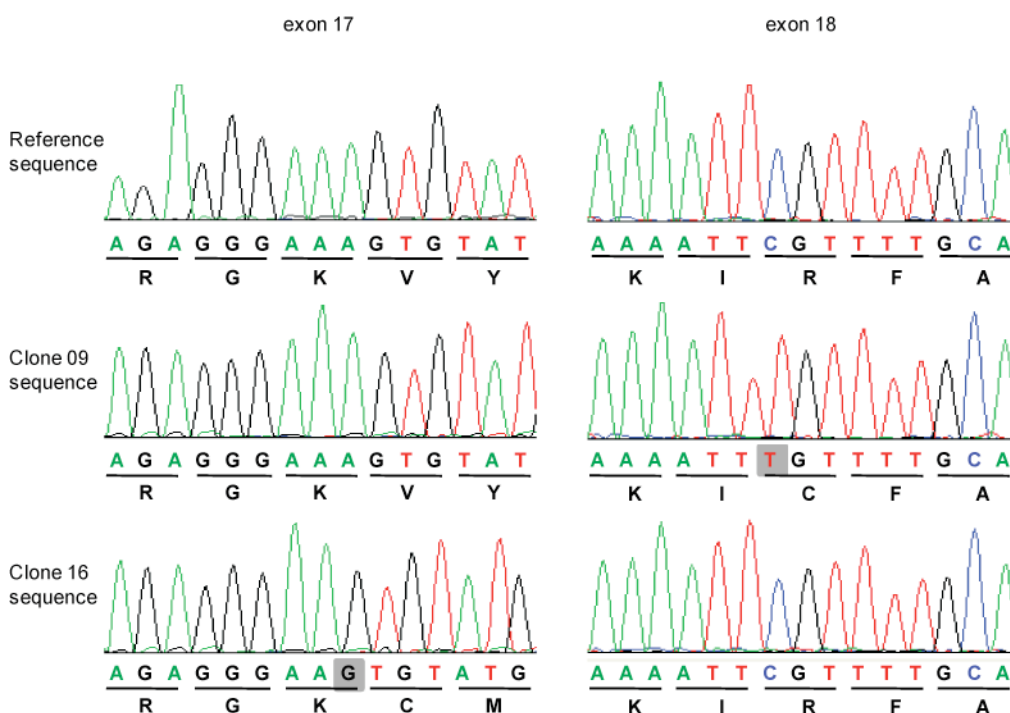 exon 17
exon 18
Reference
sequence
A G A G G G A A A G T G T A T
R G K V Y
A A A A T T C G T T T T G C A
K I R F A
Clone 09
sequence
A G A G G G A A A G T G T A T
R G K V Y
A A A A T T T G T T T T G C A
K I C F A
Clone 16
sequence
A G A G G G A A G T G T A T G
R G K C M
A A A A T T C G T T T T G C A
K I R F A